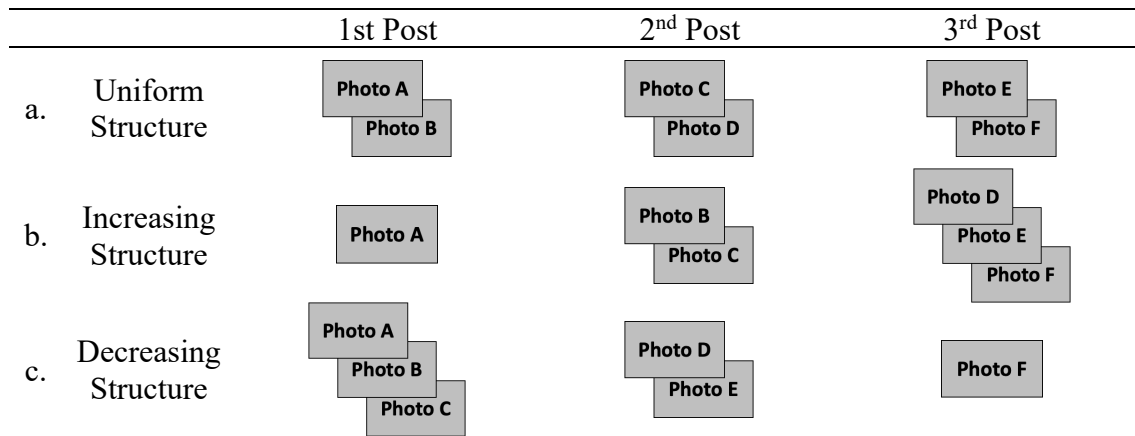 1st Post 2nd Post 3rd Post
a. Uniform Structure Photo A Photo B Photo C Photo D Photo E Photo F
b. Increasing Structure Photo A Photo B Photo C Photo D Photo E Photo F
c. Decreasing Structure Photo A Photo B Photo C Photo D Photo E Photo F